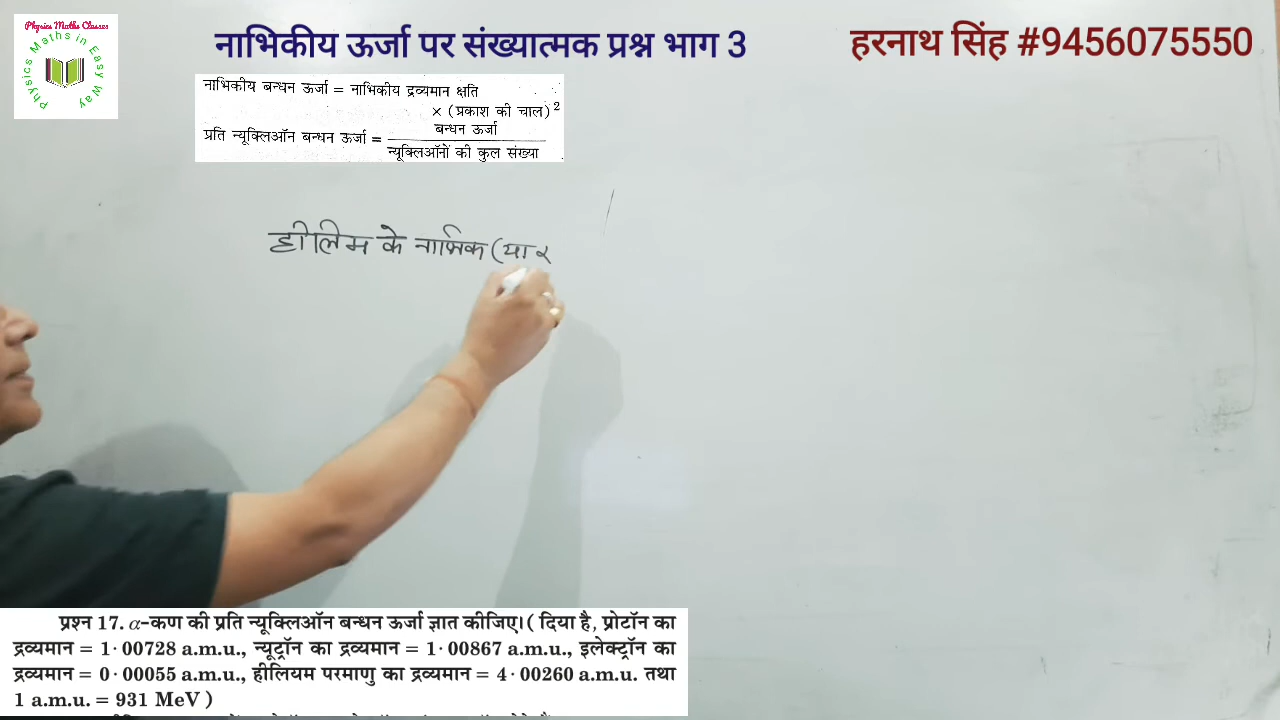 Physics Maths Classes
Physics Maths in Easy Way
नाभिकीय ऊर्जा पर संख्यात्मक प्रश्न भाग 3
हरनाथ सिंह #9456075550
नाभिकीय बन्धन ऊर्जा = नाभिकीय द्रव्यमान क्षति
× (प्रकाश की चाल)²
प्रति न्यूक्लिऑन बन्धन ऊर्जा = बन्धन ऊर्जा
न्यूक्लिऑनों की कुल संख्या
हीलिम के नाभिक (या α
प्रश्न 17. α-कण की प्रति न्यूक्लिऑन बन्धन ऊर्जा ज्ञात कीजिए। ( दिया है, प्रोटॉन का
द्रव्यमान = 1·00728 a.m.u., न्यूट्रॉन का द्रव्यमान = 1·00867 a.m.u., इलेक्ट्रॉन का
द्रव्यमान = 0·00055 a.m.u., हीलियम परमाणु का द्रव्यमान = 4·00260 a.m.u. तथा
1 a.m.u. = 931 MeV )